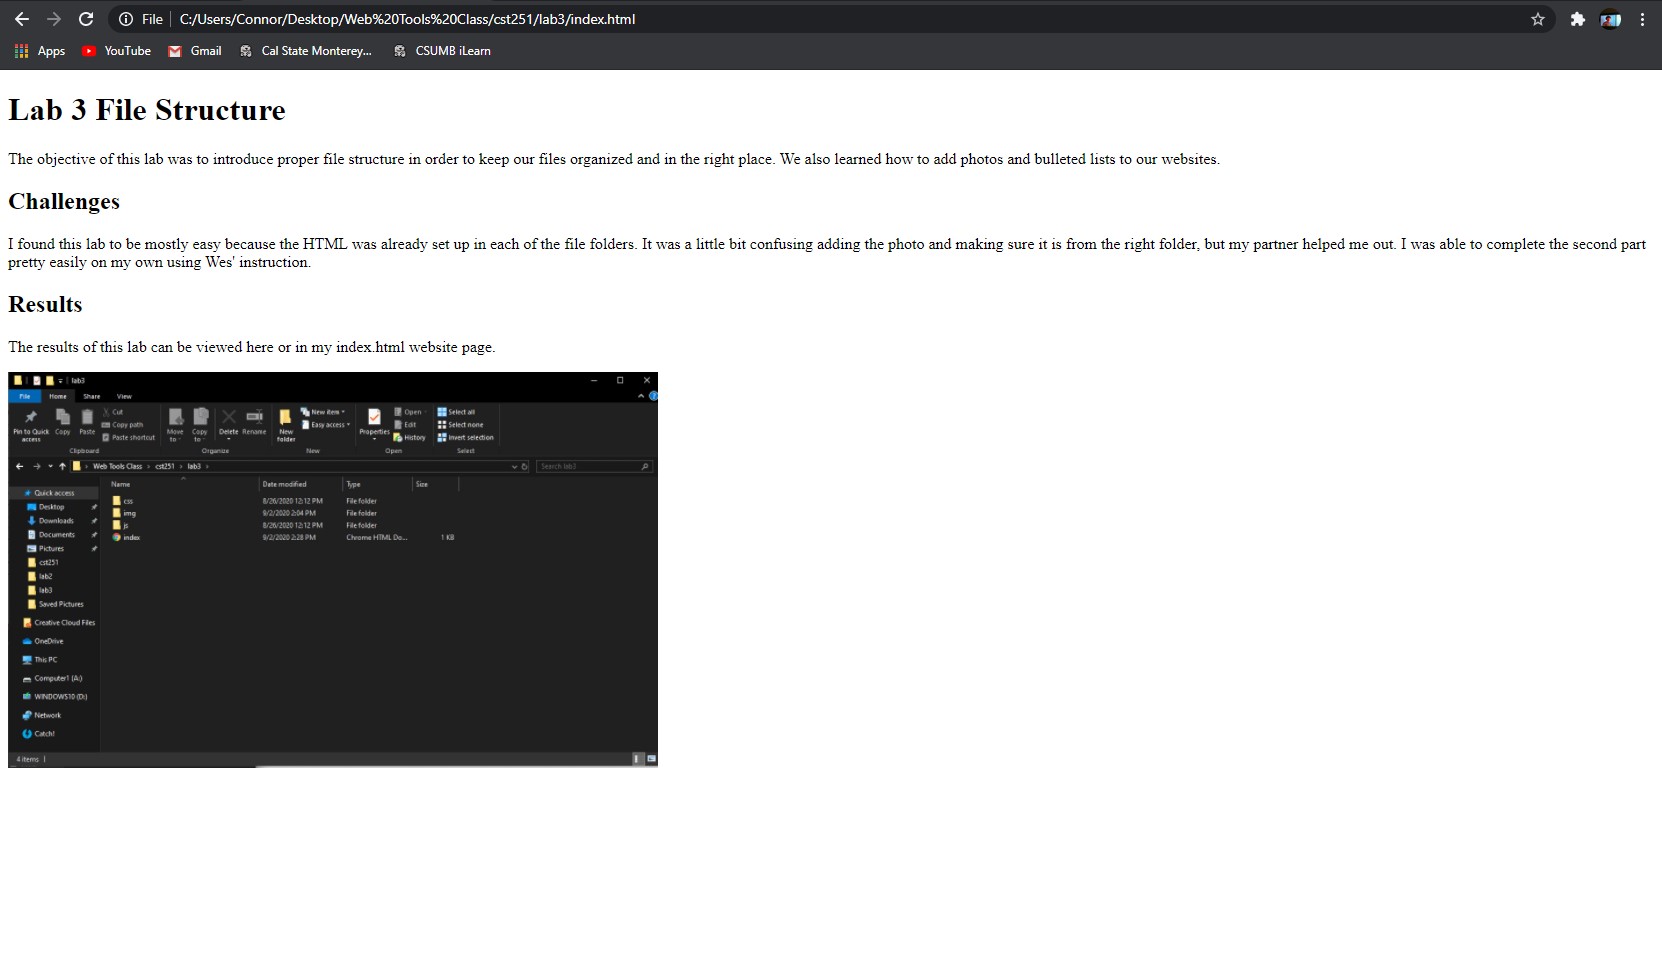 File C:/Users/Connor/Desktop/Web%20Tools%20Class/cst251/lab3/index.html
Apps YouTube Gmail Cal State Monterey... CSUMB iLearn
Lab 3 File Structure
The objective of this lab was to introduce proper file structure in order to keep our files organized and in the right place. We also learned how to add photos and bulleted lists to our websites.
Challenges
I found this lab to be mostly easy because the HTML was already set up in each of the file folders. It was a little bit confusing adding the photo and making sure it is from the right folder, but my partner helped me out. I was able to complete the second part
pretty easily on my own using Wes' instruction.
Results
The results of this lab can be viewed here or in my index.html website page.
lab3
File Home Share View
Pin to Quick access
Copy
Paste
Cut
Copy path
Paste shortcut
Move to
Copy to
Delete
Rename
New folder
New item
Easy access
Properties
Open
Edit
History
Select all
Select none
Invert selection
Clipboard Organize New Open Select
Web Tools Class cst251 lab3 Search lab3
Name Date modified Type Size
css 8/26/2020 12:12 PM File folder
img 9/2/2020 2:04 PM File folder
js 8/26/2020 12:12 PM File folder
index 9/2/2020 2:28 PM Chrome HTML Do... 1 KB
Quick access
Desktop
Downloads
Documents
Pictures
cst251
lab2
lab3
Saved Pictures
Creative Cloud Files
OneDrive
This PC
Computer1 (A:)
WINDOWS10 (D:)
Network
Catch!
4 items